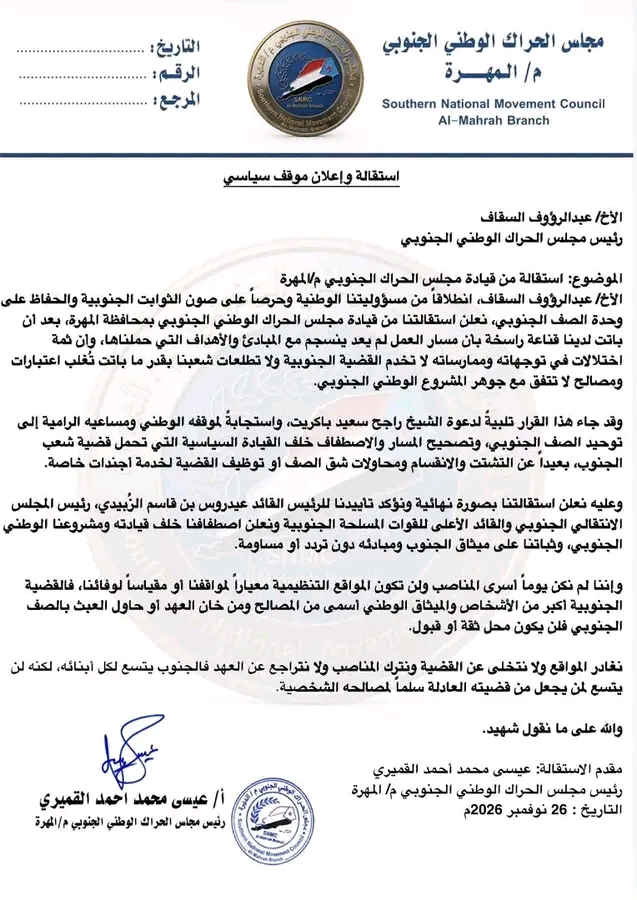 مجلس الحراك الوطني الجنوبي
م/ المهرة
Southern National Movement Council
Al-Mahrah Branch
التاريخ: ................................
الرقم: ................................
المرجع: ................................
استقالة وإعلان موقف سياسي
الأخ/ عبدالرؤوف السقاف
رئيس مجلس الحراك الوطني الجنوبي
الموضوع: استقالة من قيادة مجلس الحراك الجنوبي م/المهرة
الأخ/ عبدالرؤوف السقاف، انطلاقاً من مسؤوليتنا الوطنية وحرصاً على صون الثوابت الجنوبية والحفاظ على
وحدة الصف الجنوبي، نعلن استقالتنا من قيادة مجلس الحراك الوطني الجنوبي بمحافظة المهرة، بعد أن
باتت لدينا قناعة راسخة بأن مسار العمل لم يعد ينسجم مع المبادئ والأهداف التي حملناها، وأن ثمة
اختلالات في توجهاته وممارساته لا تخدم القضية الجنوبية ولا تطلعات شعبنا بقدر ما باتت تُغلب اعتبارات
ومصالح لا تتفق مع جوهر المشروع الوطني الجنوبي.
وقد جاء هذا القرار تلبيةً لدعوة الشيخ راجح سعيد باكريت، واستجابةً لموقفه الوطني ومساعيه الرامية إلى
توحيد الصف الجنوبي، وتصحيح المسار والاصطفاف خلف القيادة السياسية التي تحمل قضية شعب
الجنوب، بعيداً عن التشتت والانقسام ومحاولات شق الصف أو توظيف القضية لخدمة أجندات خاصة.
وعليه نعلن استقالتنا بصورة نهائية ونؤكد تأييدنا للرئيس القائد عيدروس بن قاسم الزُبيدي، رئيس المجلس
الانتقالي الجنوبي والقائد الأعلى للقوات المسلحة الجنوبية ونعلن اصطفافنا خلف قيادته ومشروعنا الوطني
الجنوبي، وثباتنا على ميثاق الجنوب ومبادئه دون تردد أو مساومة.
وإننا لم نكن يوماً أسرى المناصب ولن تكون المواقع التنظيمية معياراً لمواقفنا أو مقياساً لوفائنا، فالقضية
الجنوبية أكبر من الأشخاص والميثاق الوطني أسمى من المصالح ومن خان العهد أو حاول العبث بالصف
الجنوبي فلن يكون محل ثقة أو قبول.
نغادر المواقع ولا نتخلى عن القضية ونترك المناصب ولا نتراجع عن العهد فالجنوب يتسع لكل أبنائه، لكنه لن
يتسع لمن يجعل من قضيته العادلة سلماً لمصالحه الشخصية.
والله على ما نقول شهيد.
مقدم الاستقالة: عيسى محمد أحمد القميري
رئيس مجلس الحراك الوطني الجنوبي م/ المهرة
التاريخ : 26 نوفمبر 2026م
أ/ عيسى محمد احمد القميري
رئيس مجلس الحراك الوطني الجنوبي م/المهرة